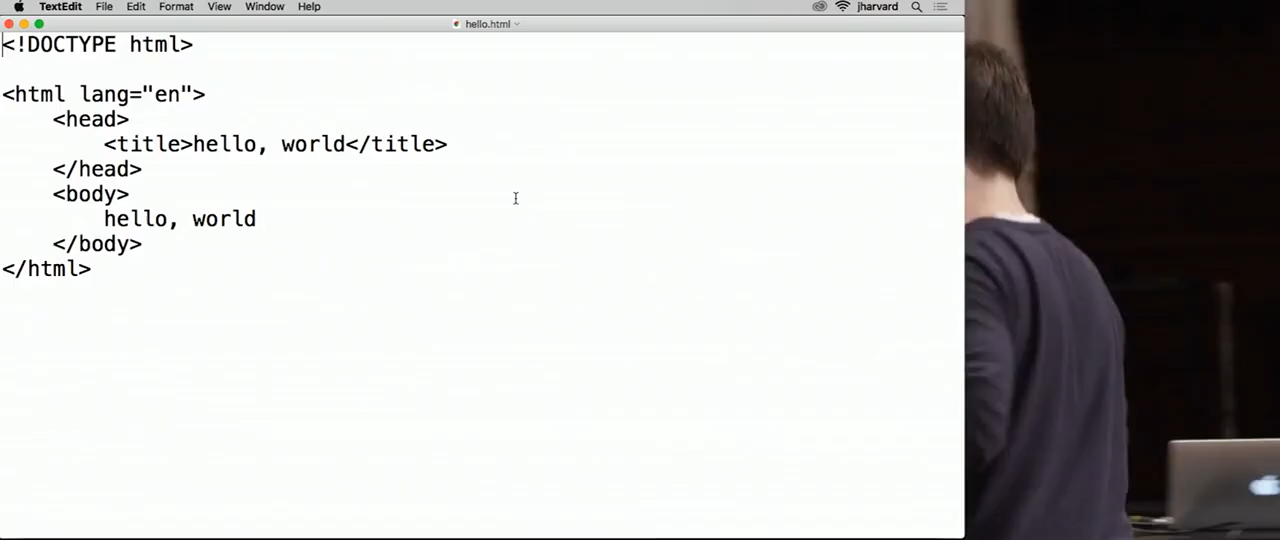 TextEdit File Edit Format View Window Help jharvard
hello.html
<!DOCTYPE html>
<html lang="en">
<head>
<title>hello, world</title>
</head>
<body>
hello, world
</body>
</html>